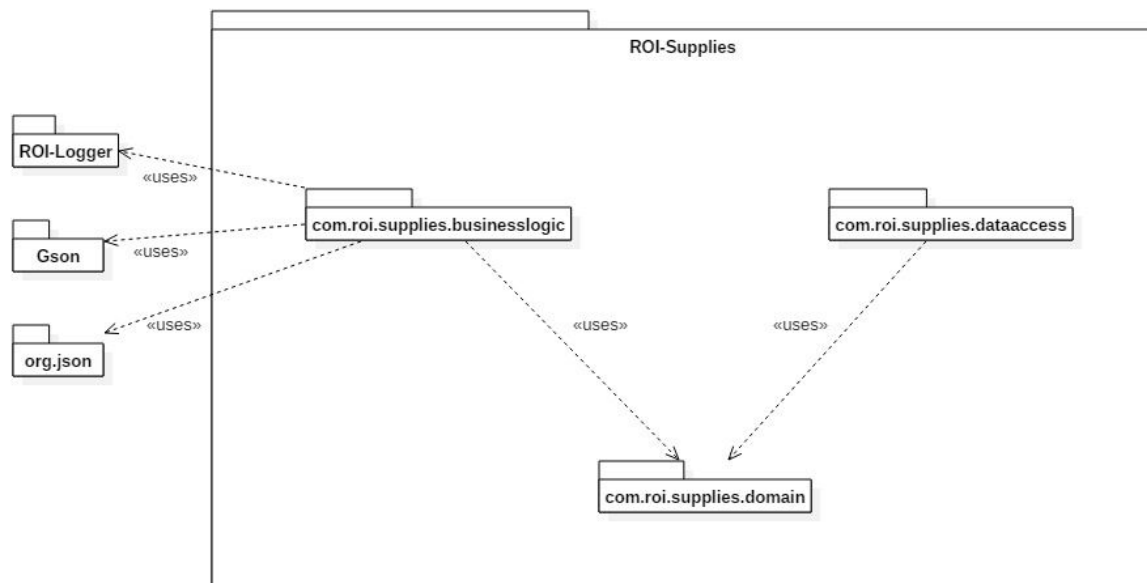 ROI-Supplies
ROI-Logger
«uses»
com.roi.supplies.businesslogic
com.roi.supplies.dataaccess
Gson
«uses»
«uses»
«uses»
«uses»
org.json
com.roi.supplies.domain